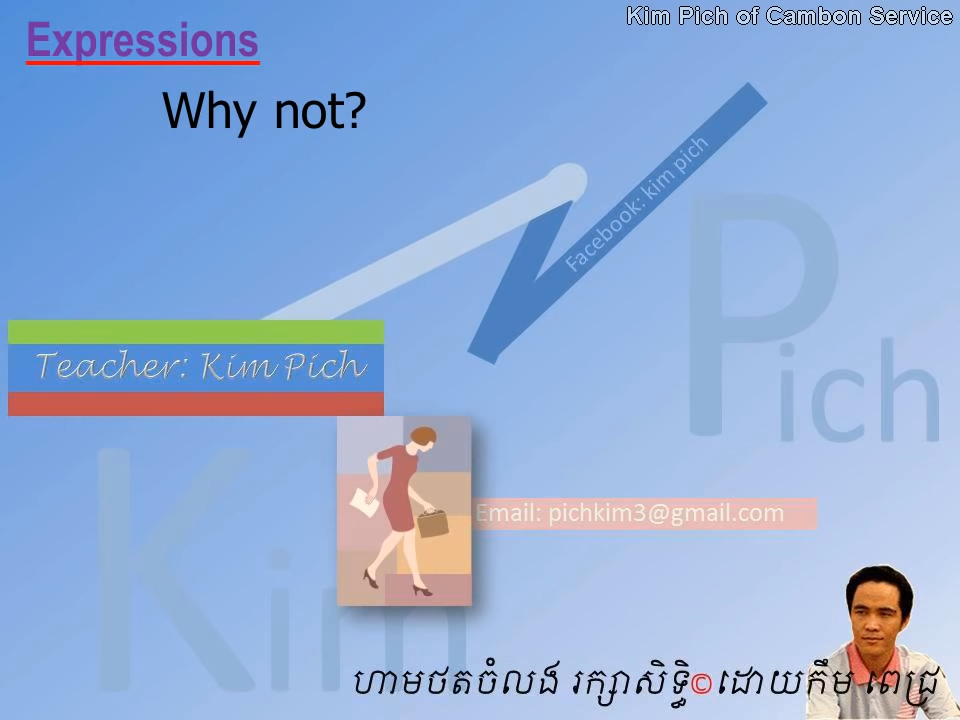 Kim Pich of Cambon Service
Expressions
Why not?
Facebook: kim pich
Pich
Teacher: Kim Pich
Kim
Email: pichkim3@gmail.com
ហាមថតចំលង រក្សាសិទ្ធិ©ដោយកឹម ពេជ្រ